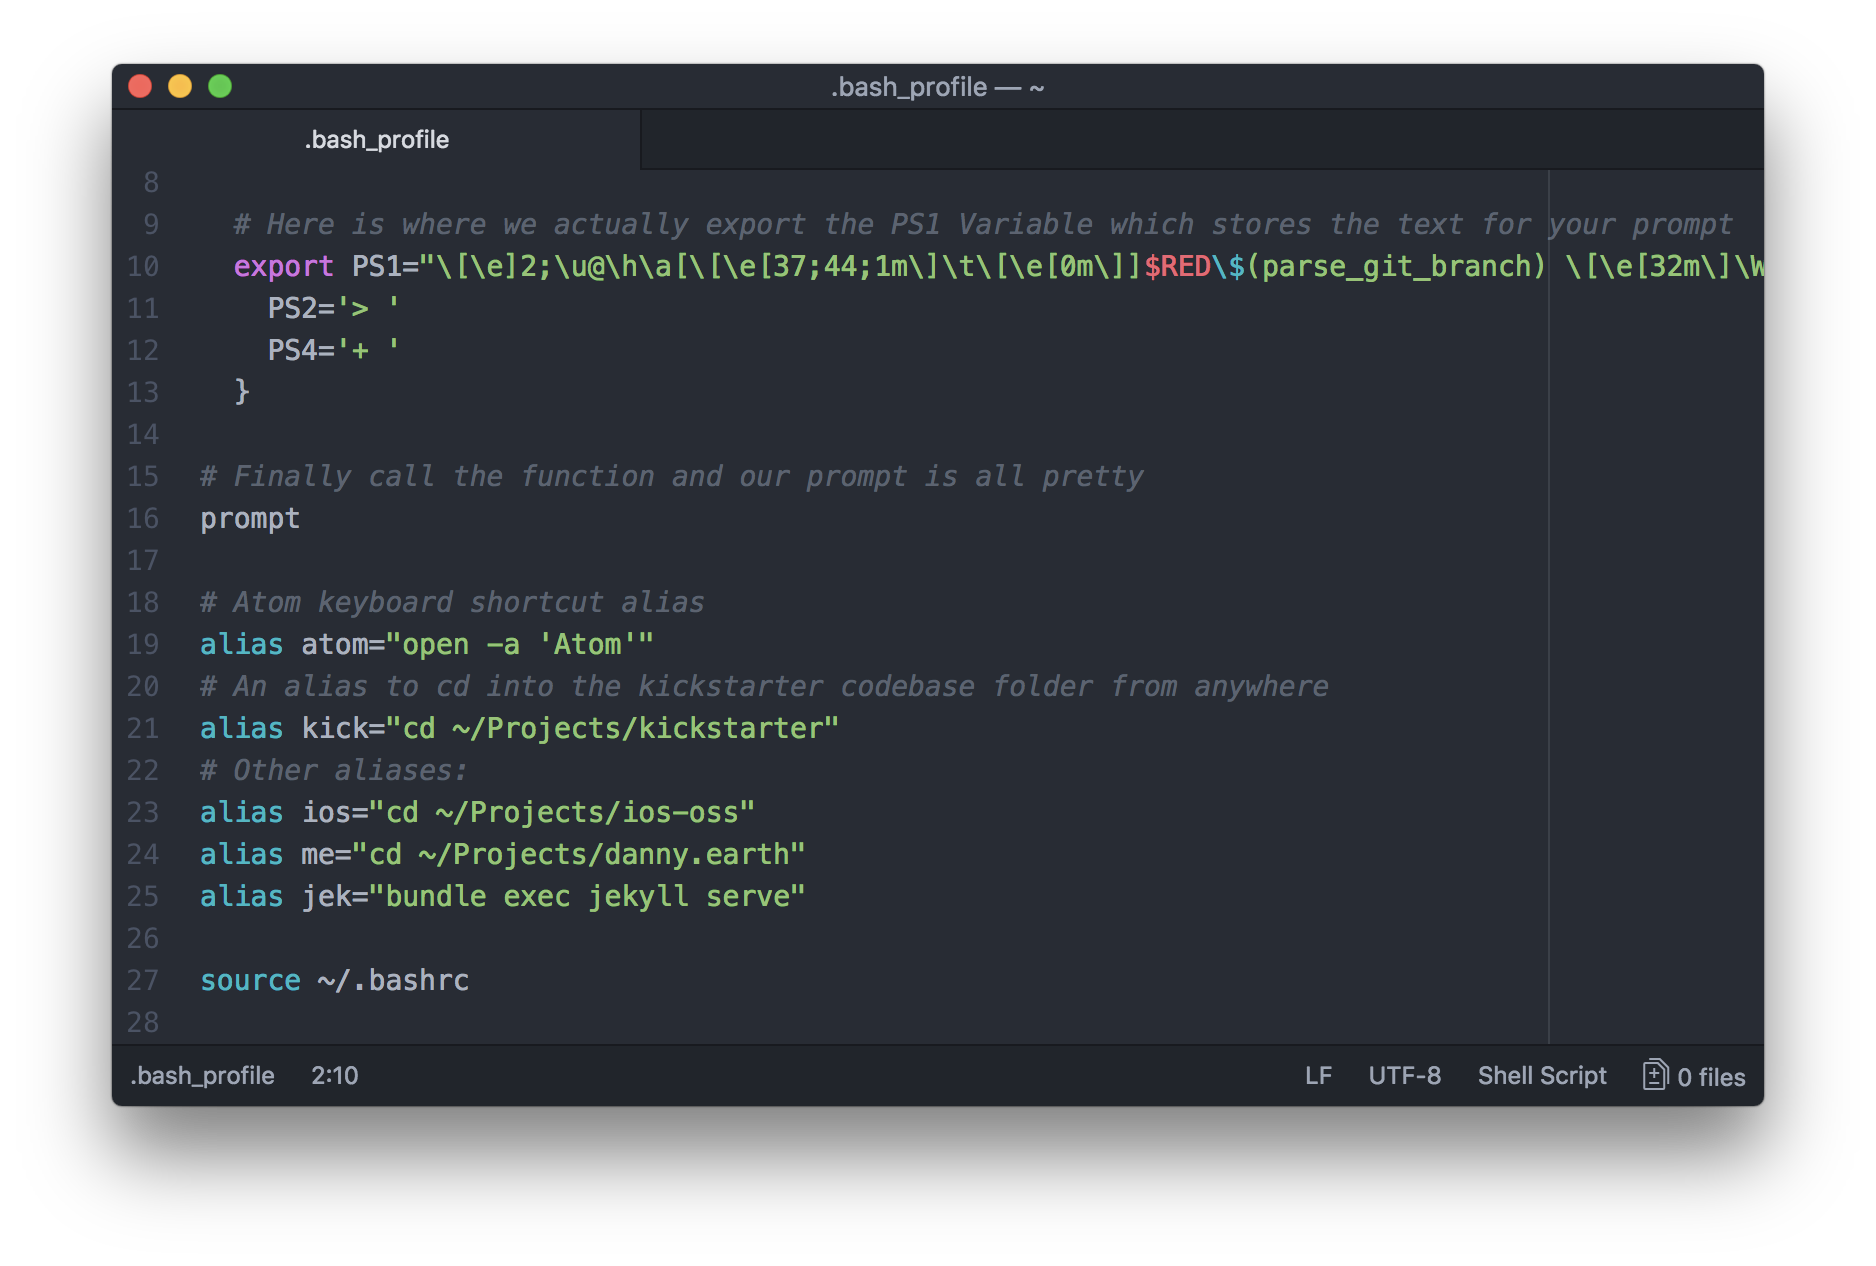 .bash_profile — ~
.bash_profile
8
9 # Here is where we actually export the PS1 Variable which stores the text for your prompt
10 export PS1="\[\e]2;\u@\h\a[\[\e[37;44;1m\]\t\[\e[0m\]]$RED\$(parse_git_branch) \[\e[32m\]\W
11 PS2='> '
12 PS4='+ '
13 }
14
15 # Finally call the function and our prompt is all pretty
16 prompt
17
18 # Atom keyboard shortcut alias
19 alias atom="open -a 'Atom'"
20 # An alias to cd into the kickstarter codebase folder from anywhere
21 alias kick="cd ~/Projects/kickstarter"
22 # Other aliases:
23 alias ios="cd ~/Projects/ios-oss"
24 alias me="cd ~/Projects/danny.earth"
25 alias jek="bundle exec jekyll serve"
26
27 source ~/.bashrc
28
.bash_profile 2:10 LF UTF-8 Shell Script 0 files